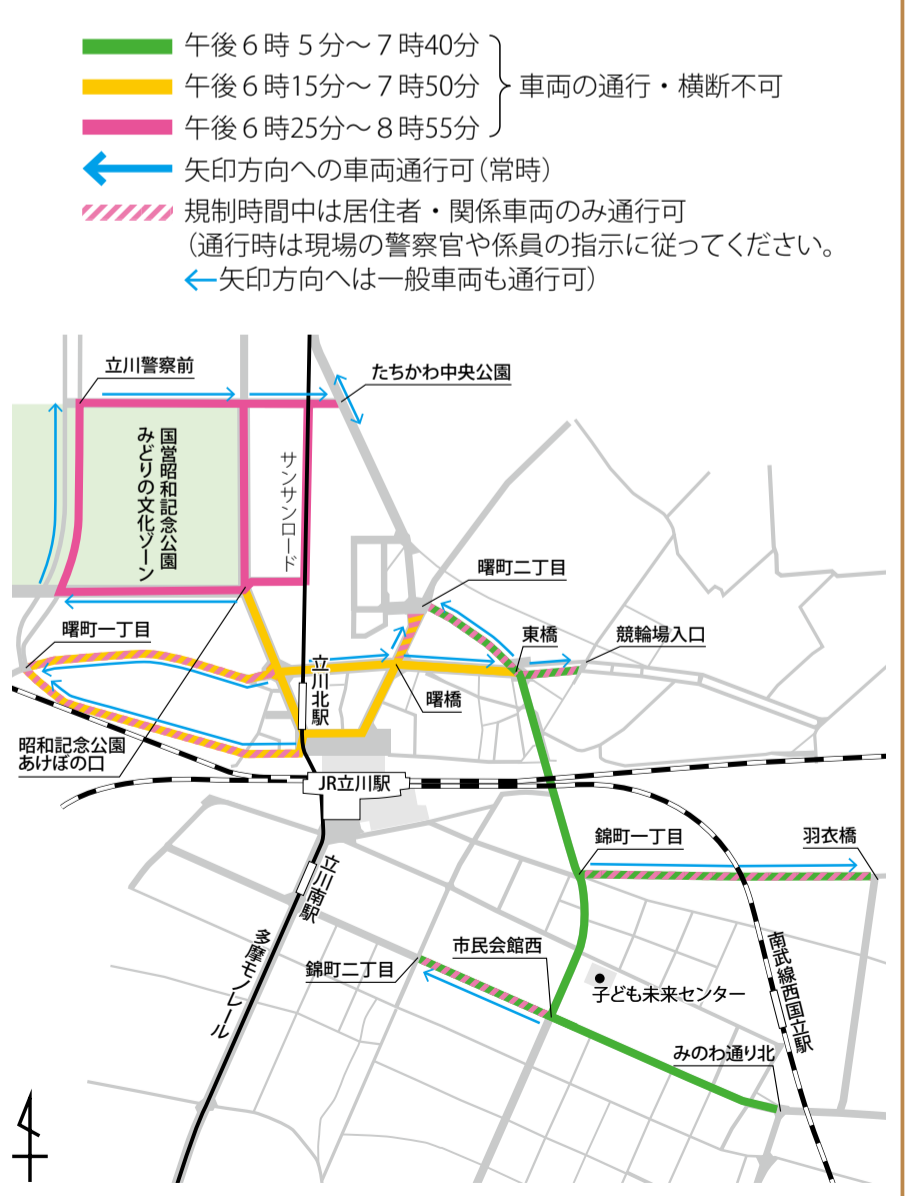 午後6時5分〜7時40分
午後6時15分〜7時50分
午後6時25分〜8時55分
車両の通行・横断不可
矢印方向への車両通行可(常時)
規制時間中は居住者・関係車両のみ通行可
(通行時は現場の警察官や係員の指示に従ってください。
←矢印方向へは一般車両も通行可)
立川警察前
たちかわ中央公園
国営昭和記念公園
みどりの文化ゾーン
サンサンロード
曙町二丁目
曙町一丁目
東橋
競輪場入口
立川北駅
曙橋
昭和記念公園
あけぼの口
JR立川駅
錦町一丁目
羽衣橋
立川南駅
多摩モノレール
市民会館西
錦町二丁目
子ども未来センター
南武線西国立駅
みのわ通り北